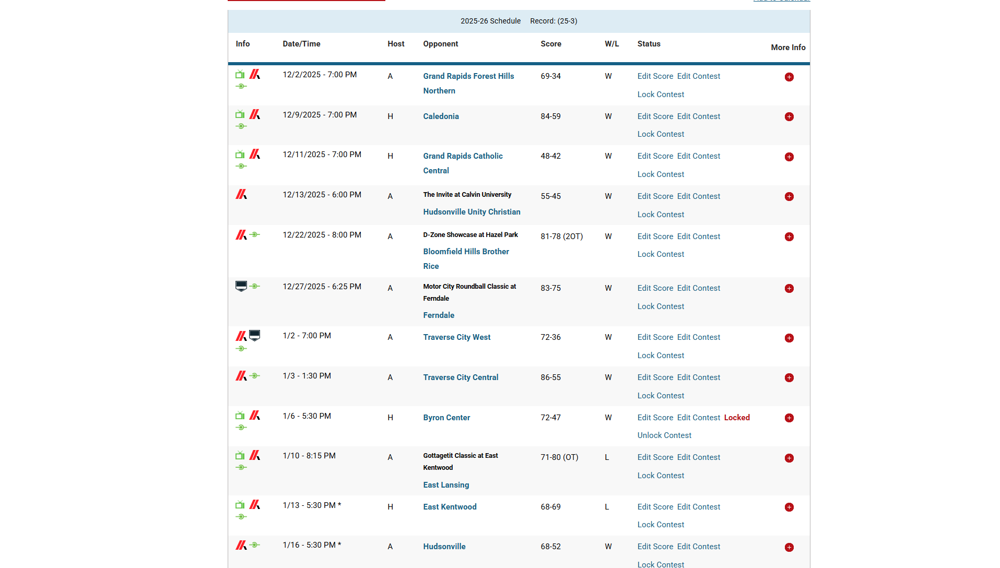 2025-26 Schedule Record: (25-3)
Info Date/Time Host Opponent Score W/L Status More Info
12/2/2025 - 7:00 PM A Grand Rapids Forest Hills 69-34 W Edit Score Edit Contest
Northern
Lock Contest
12/9/2025 - 7:00 PM H Caledonia 84-59 W Edit Score Edit Contest
Lock Contest
12/11/2025 - 7:00 PM H Grand Rapids Catholic 48-42 W Edit Score Edit Contest
Central
Lock Contest
12/13/2025 - 6:00 PM A The Invite at Calvin University 55-45 W Edit Score Edit Contest
Hudsonville Unity Christian
Lock Contest
12/22/2025 - 8:00 PM A D-Zone Showcase at Hazel Park 81-78 (2OT) W Edit Score Edit Contest
Bloomfield Hills Brother
Lock Contest
Rice
12/27/2025 - 6:25 PM A Motor City Roundball Classic at 83-75 W Edit Score Edit Contest
Ferndale
Lock Contest
Ferndale
1/2 - 7:00 PM A Traverse City West 72-36 W Edit Score Edit Contest
Lock Contest
1/3 - 1:30 PM A Traverse City Central 86-55 W Edit Score Edit Contest
Lock Contest
1/6 - 5:30 PM H Byron Center 72-47 W Edit Score Edit Contest Locked
Unlock Contest
1/10 - 8:15 PM A Gottagetit Classic at East 71-80 (OT) L Edit Score Edit Contest
Kentwood
Lock Contest
East Lansing
1/13 - 5:30 PM * H East Kentwood 68-69 L Edit Score Edit Contest
Lock Contest
1/16 - 5:30 PM * A Hudsonville 68-52 W Edit Score Edit Contest
Lock Contest